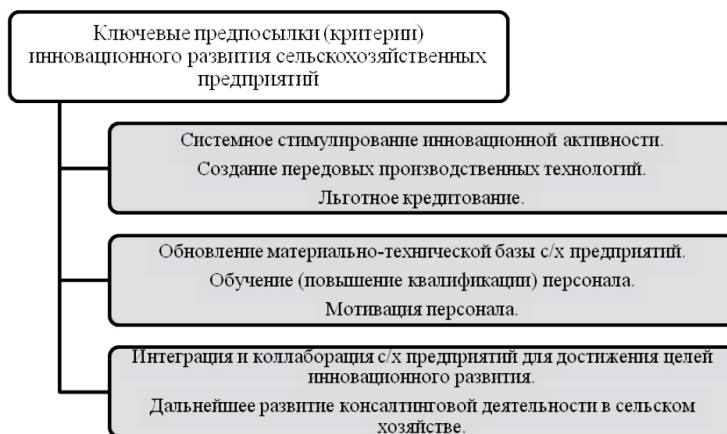 Ключевые предпосылки (критерии)
инновационного развития сельскохозяйственных
предприятий
Системное стимулирование инновационной активности.
Создание передовых производственных технологий.
Льготное кредитование.
Обновление материально-технической базы с/х предприятий.
Обучение (повышение квалификации) персонала.
Мотивация персонала.
Интеграция и коллаборация с/х предприятий для достижения целей
инновационного развития.
Дальнейшее развитие консалтинговой деятельности в сельском
хозяйстве.